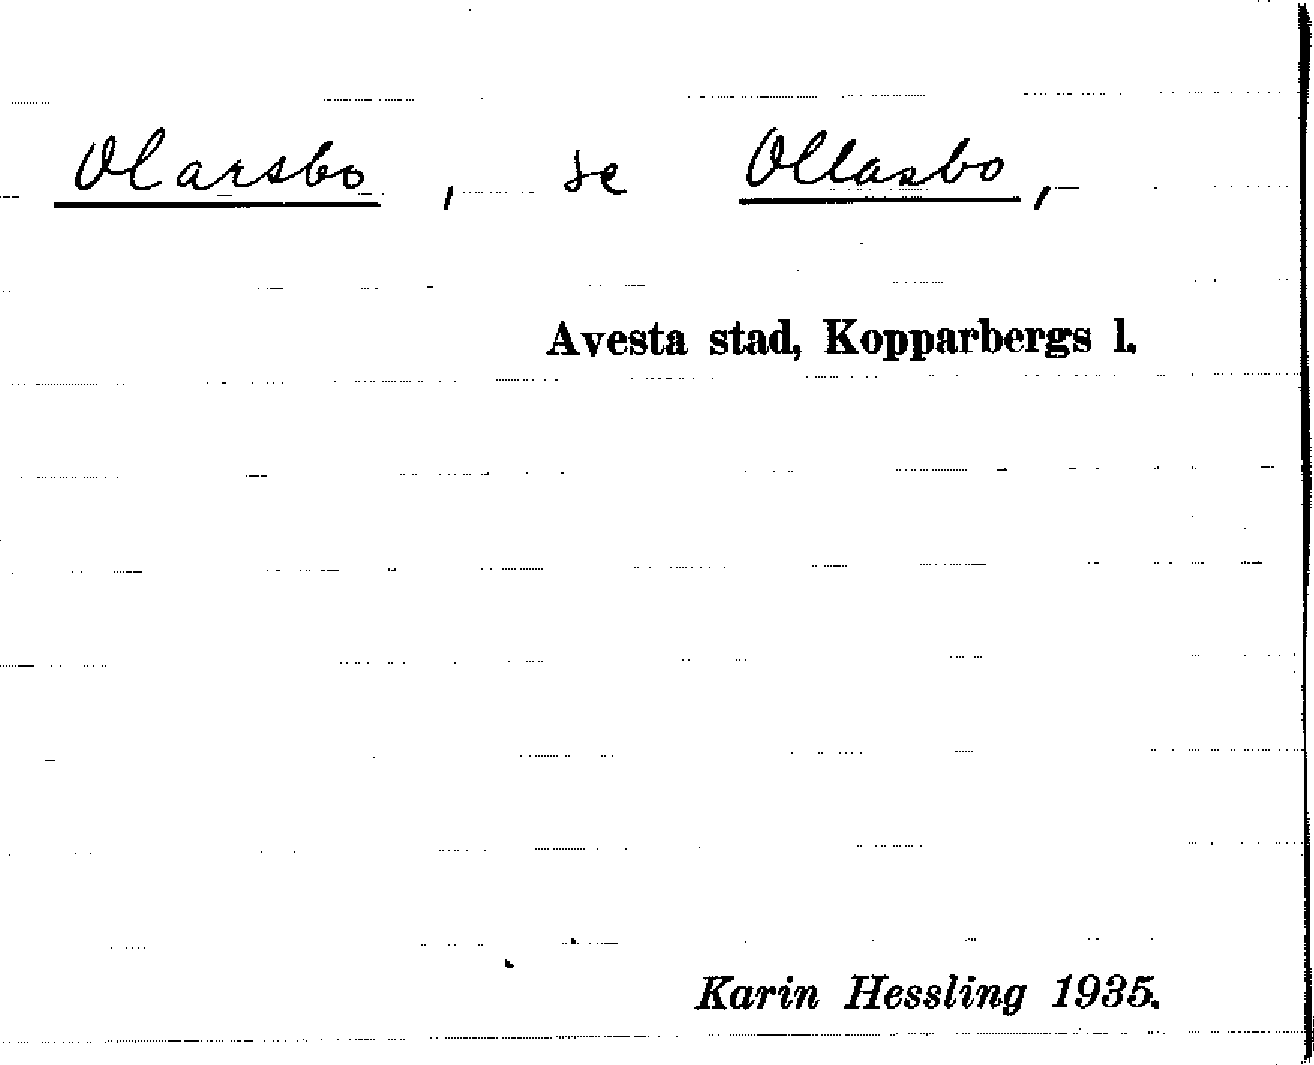 Olarsbo, se Ollasbo,
Avesta stad, Kopparbergs l.
Karin Hessling 1935.